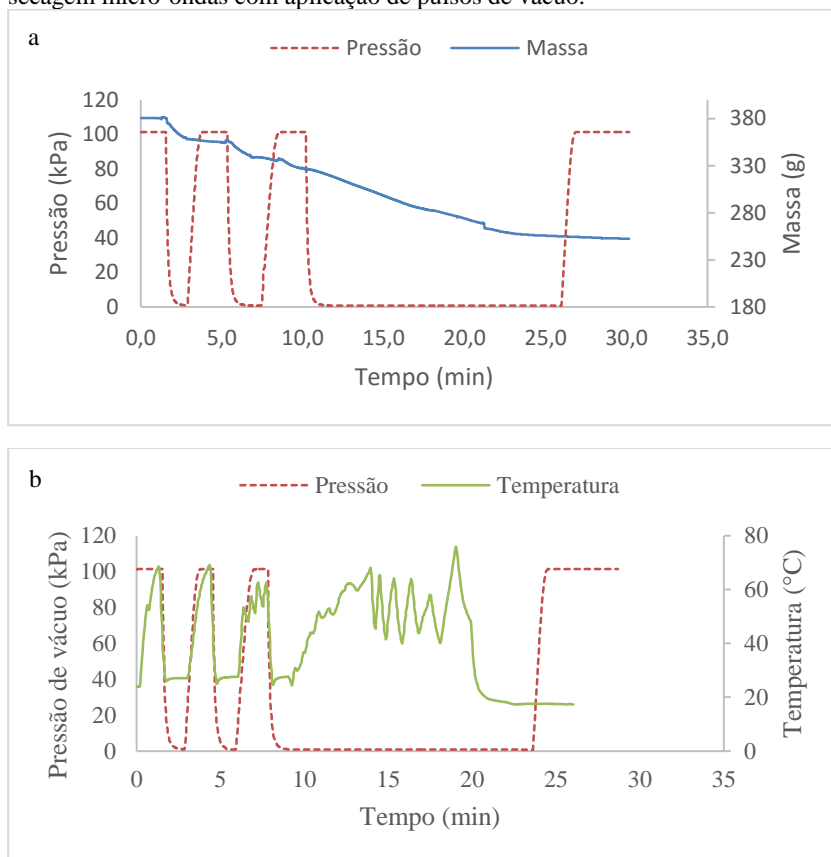 secagem micro-ondas com aplicação de pulsos de vácuo.
a
Pressão Massa
120 380
100 330
80 280
60 230
40 180
20
0
Pressão (kPa)
Massa (g)
0,0 5,0 10,0 15,0 20,0 25,0 30,0 35,0
Tempo (min)
b
Pressão Temperatura
120 80
100 60
80 40
60 20
40 0
20
0
Pressão de vácuo (kPa)
Temperatura (°C)
0 5 10 15 20 25 30 35
Tempo (min)